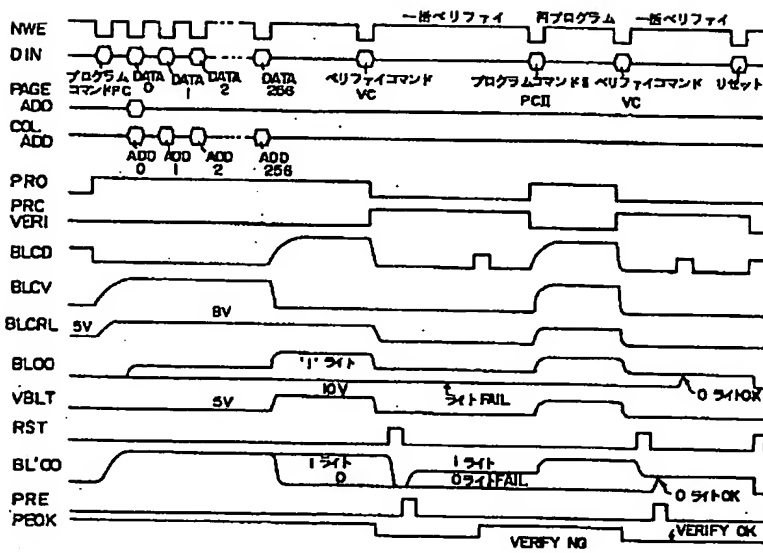 一括ベリファイ 再プログラム 一括ベリファイ
NWE
DIN
プログラム DATA DATA DATA DATA ベリファイコマンド プログラムコマンドⅡ ベリファイコマンド リセット
コマンドPC 0 1 2 256 VC PCII VC
PAGE
ADD
COL
ADD
ADD ADD ADD ADD
0 1 2 256
PRO
PRC
VERI
BLCD
BLCV
8V
BLCRL
5V
BL00
"1" ライト
10V
ライトFAIL
0 ライトOK
VBLT
5V
RST
BL'00
1 ライト
0
1 ライト
0 ライトFAIL
0 ライトOK
PRE
PEOK
VERIFY NG
VERIFY OK